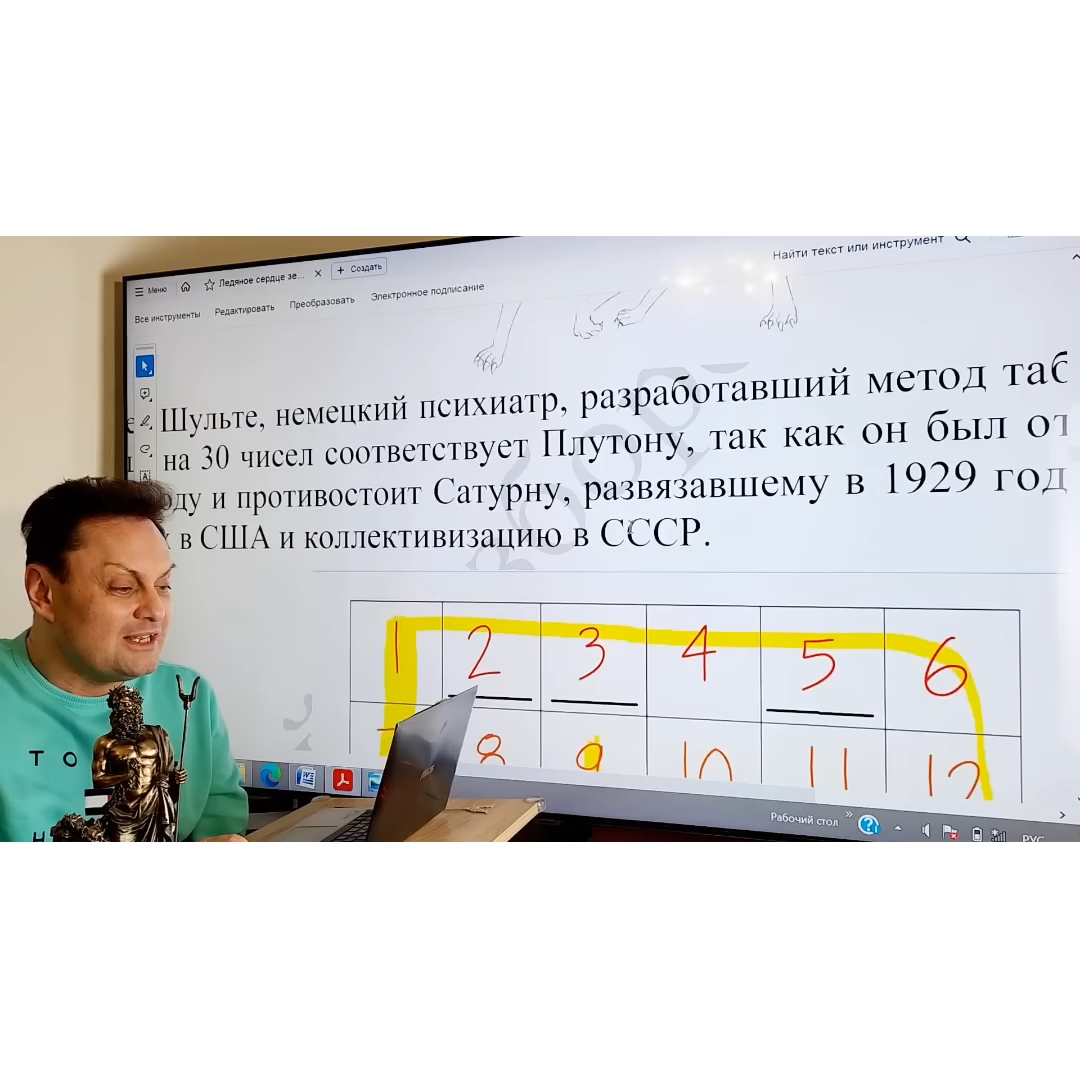 Найти текст или инструмент
Меню
Ледяное сердце зе...
Создать
Все инструменты Редактировать Преобразовать Электронное подписание
Шульте, немецкий психиатр, разработавший метод таб
на 30 чисел соответствует Плутону, так как он был от
оду и противостоит Сатурну, развязавшему в 1929 год
в США и коллективизацию в СССР.
1 2 3 4 5 6
8 9 10 11 12
T O
H
Рабочий стол
РУС